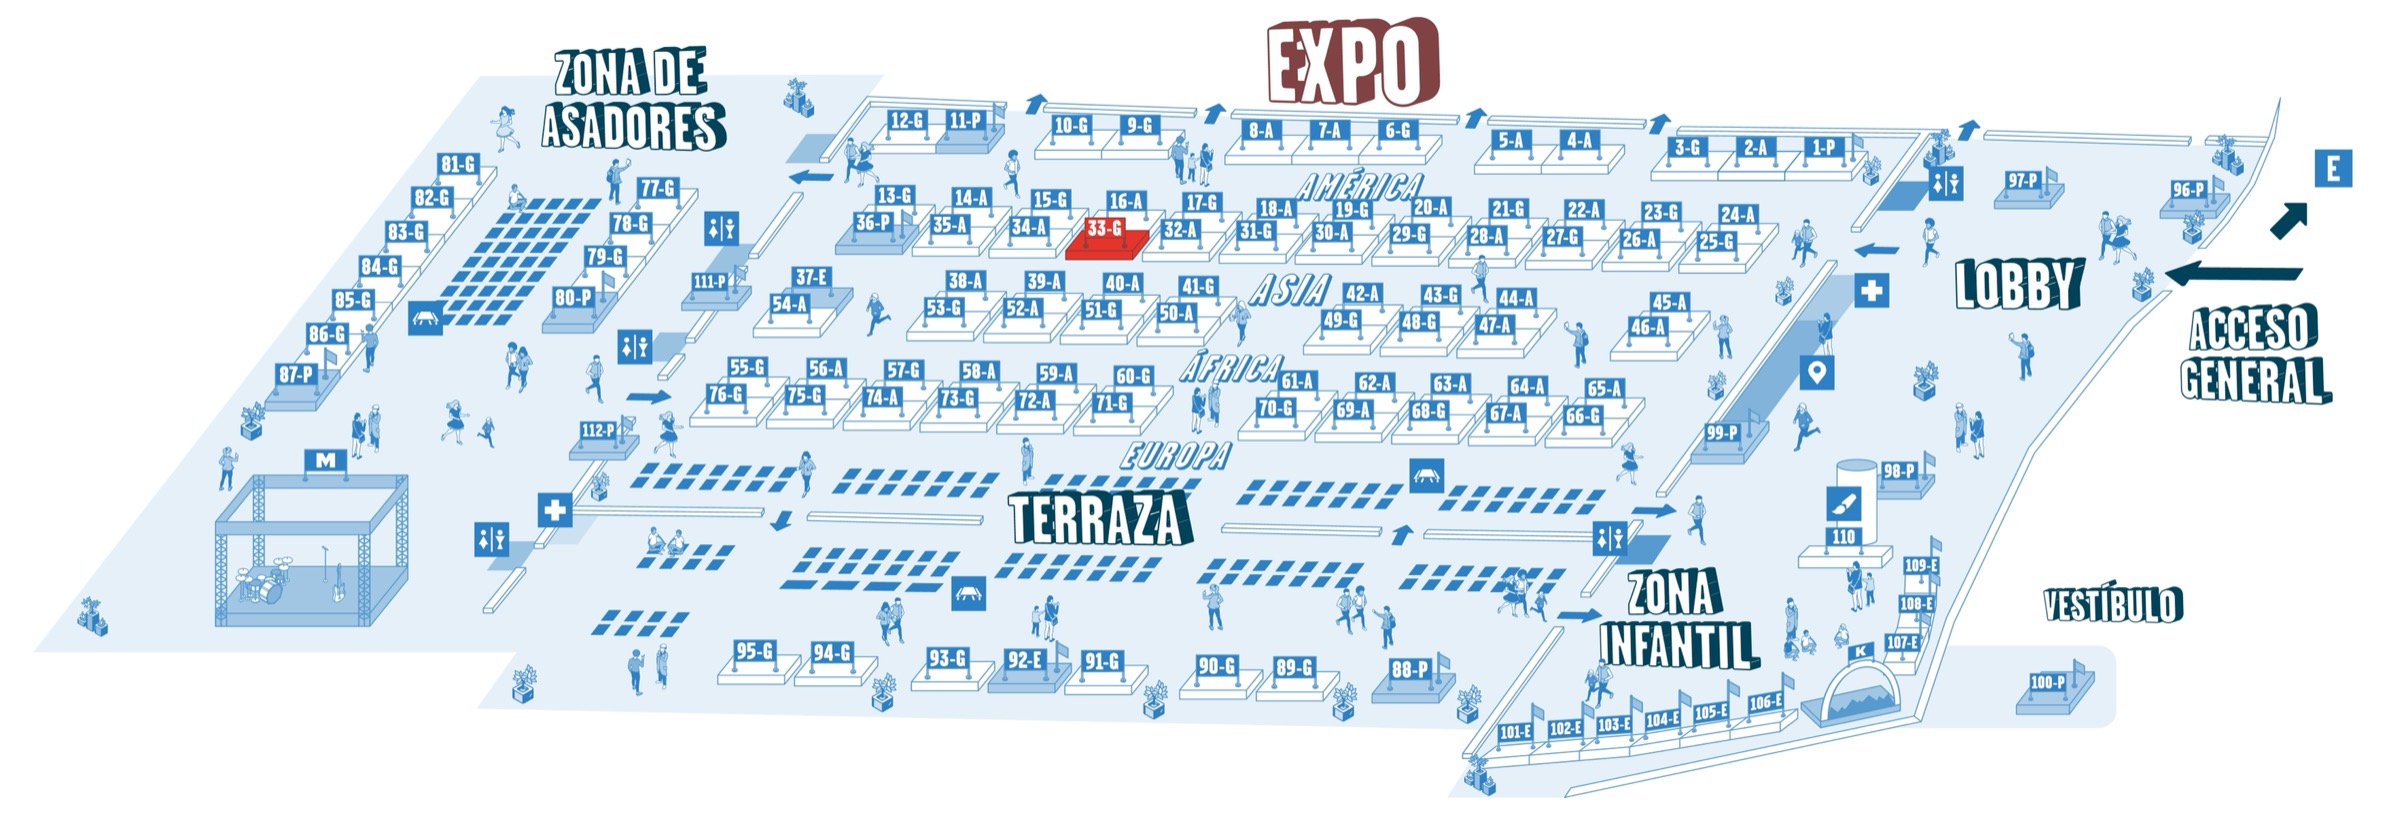 EXPO
ZONA DE
ASADORES
12-G 11-P 10-G 9-G 8-A 7-A 6-G 5-A 4-A 3-G 2-A 1-P
E
81-G
82-G
83-G
84-G
85-G
86-G
87-P
77-G
78-G
79-G
80-P
AMÉRICA
13-G 14-A 15-G 16-A 17-G 18-A 19-G 20-A 21-G 22-A 23-G 24-A
36-P 35-A 34-A 33-G 32-A 31-G 30-A 29-G 28-A 27-G 26-A 25-G
97-P 96-P
LOBBY
ACCESO
GENERAL
ASIA
111-P 37-E 38-A 39-A 40-A 41-G 42-A 43-G 44-A 45-A
54-A 53-G 52-A 51-G 50-A 49-G 48-G 47-A 46-A
ÁFRICA
55-G 56-A 57-G 58-A 59-A 60-G 61-A 62-A 63-A 64-A 65-A
76-G 75-G 74-A 73-G 72-A 71-G 70-G 69-A 68-G 67-A 66-G
112-P
99-P
EUROPA
M
98-P
TERRAZA
110
109-E
108-E
107-E
ZONA
INFANTIL
VESTÍBULO
K
95-G 94-G 93-G 92-E 91-G 90-G 89-G 88-P
100-P
101-E 102-E 103-E 104-E 105-E 106-E